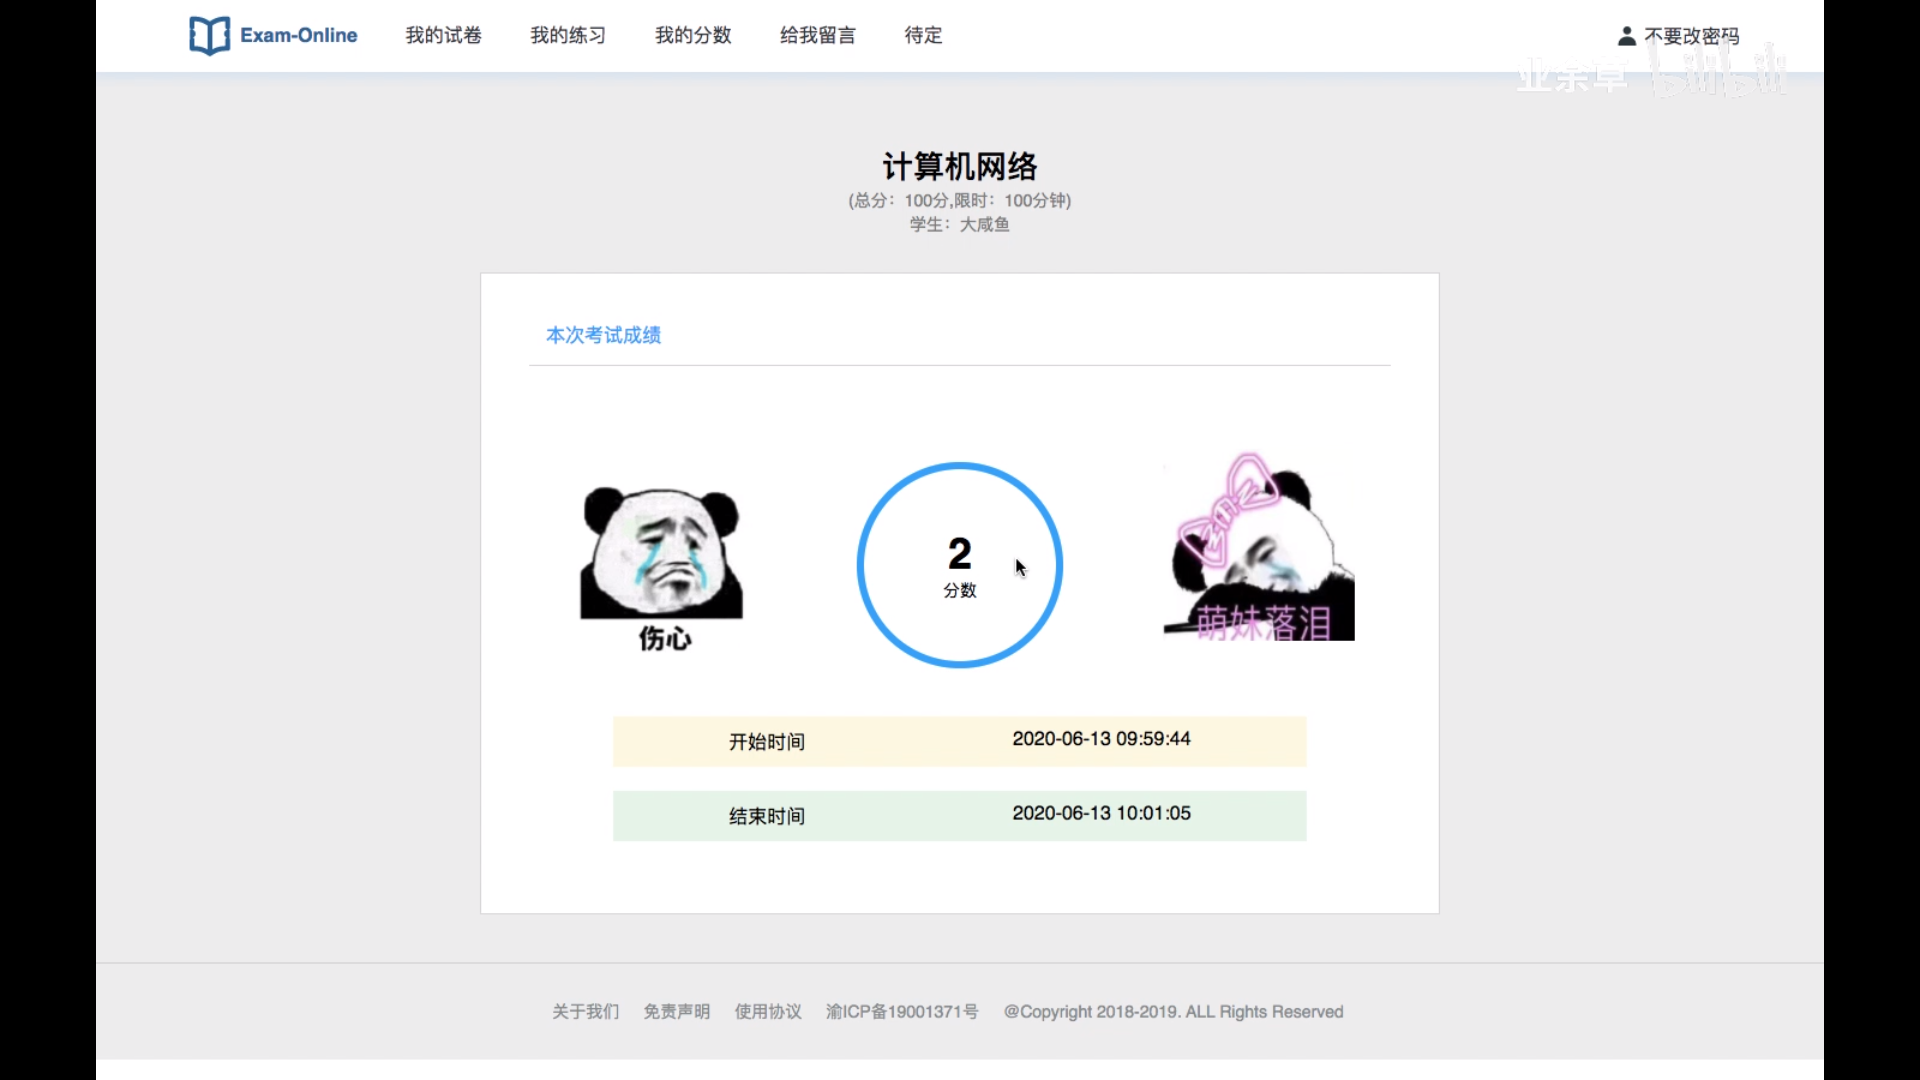 Exam-Online 我的试卷 我的练习 我的分数 给我留言 待定 不要改密码
业余草 bilibili
计算机网络
(总分：100分,限时：100分钟)
学生：大咸鱼
本次考试成绩
2
分数
伤心
萌妹落泪
开始时间 2020-06-13 09:59:44
结束时间 2020-06-13 10:01:05
关于我们 免责声明 使用协议 渝ICP备19001371号 @Copyright 2018-2019. ALL Rights Reserved